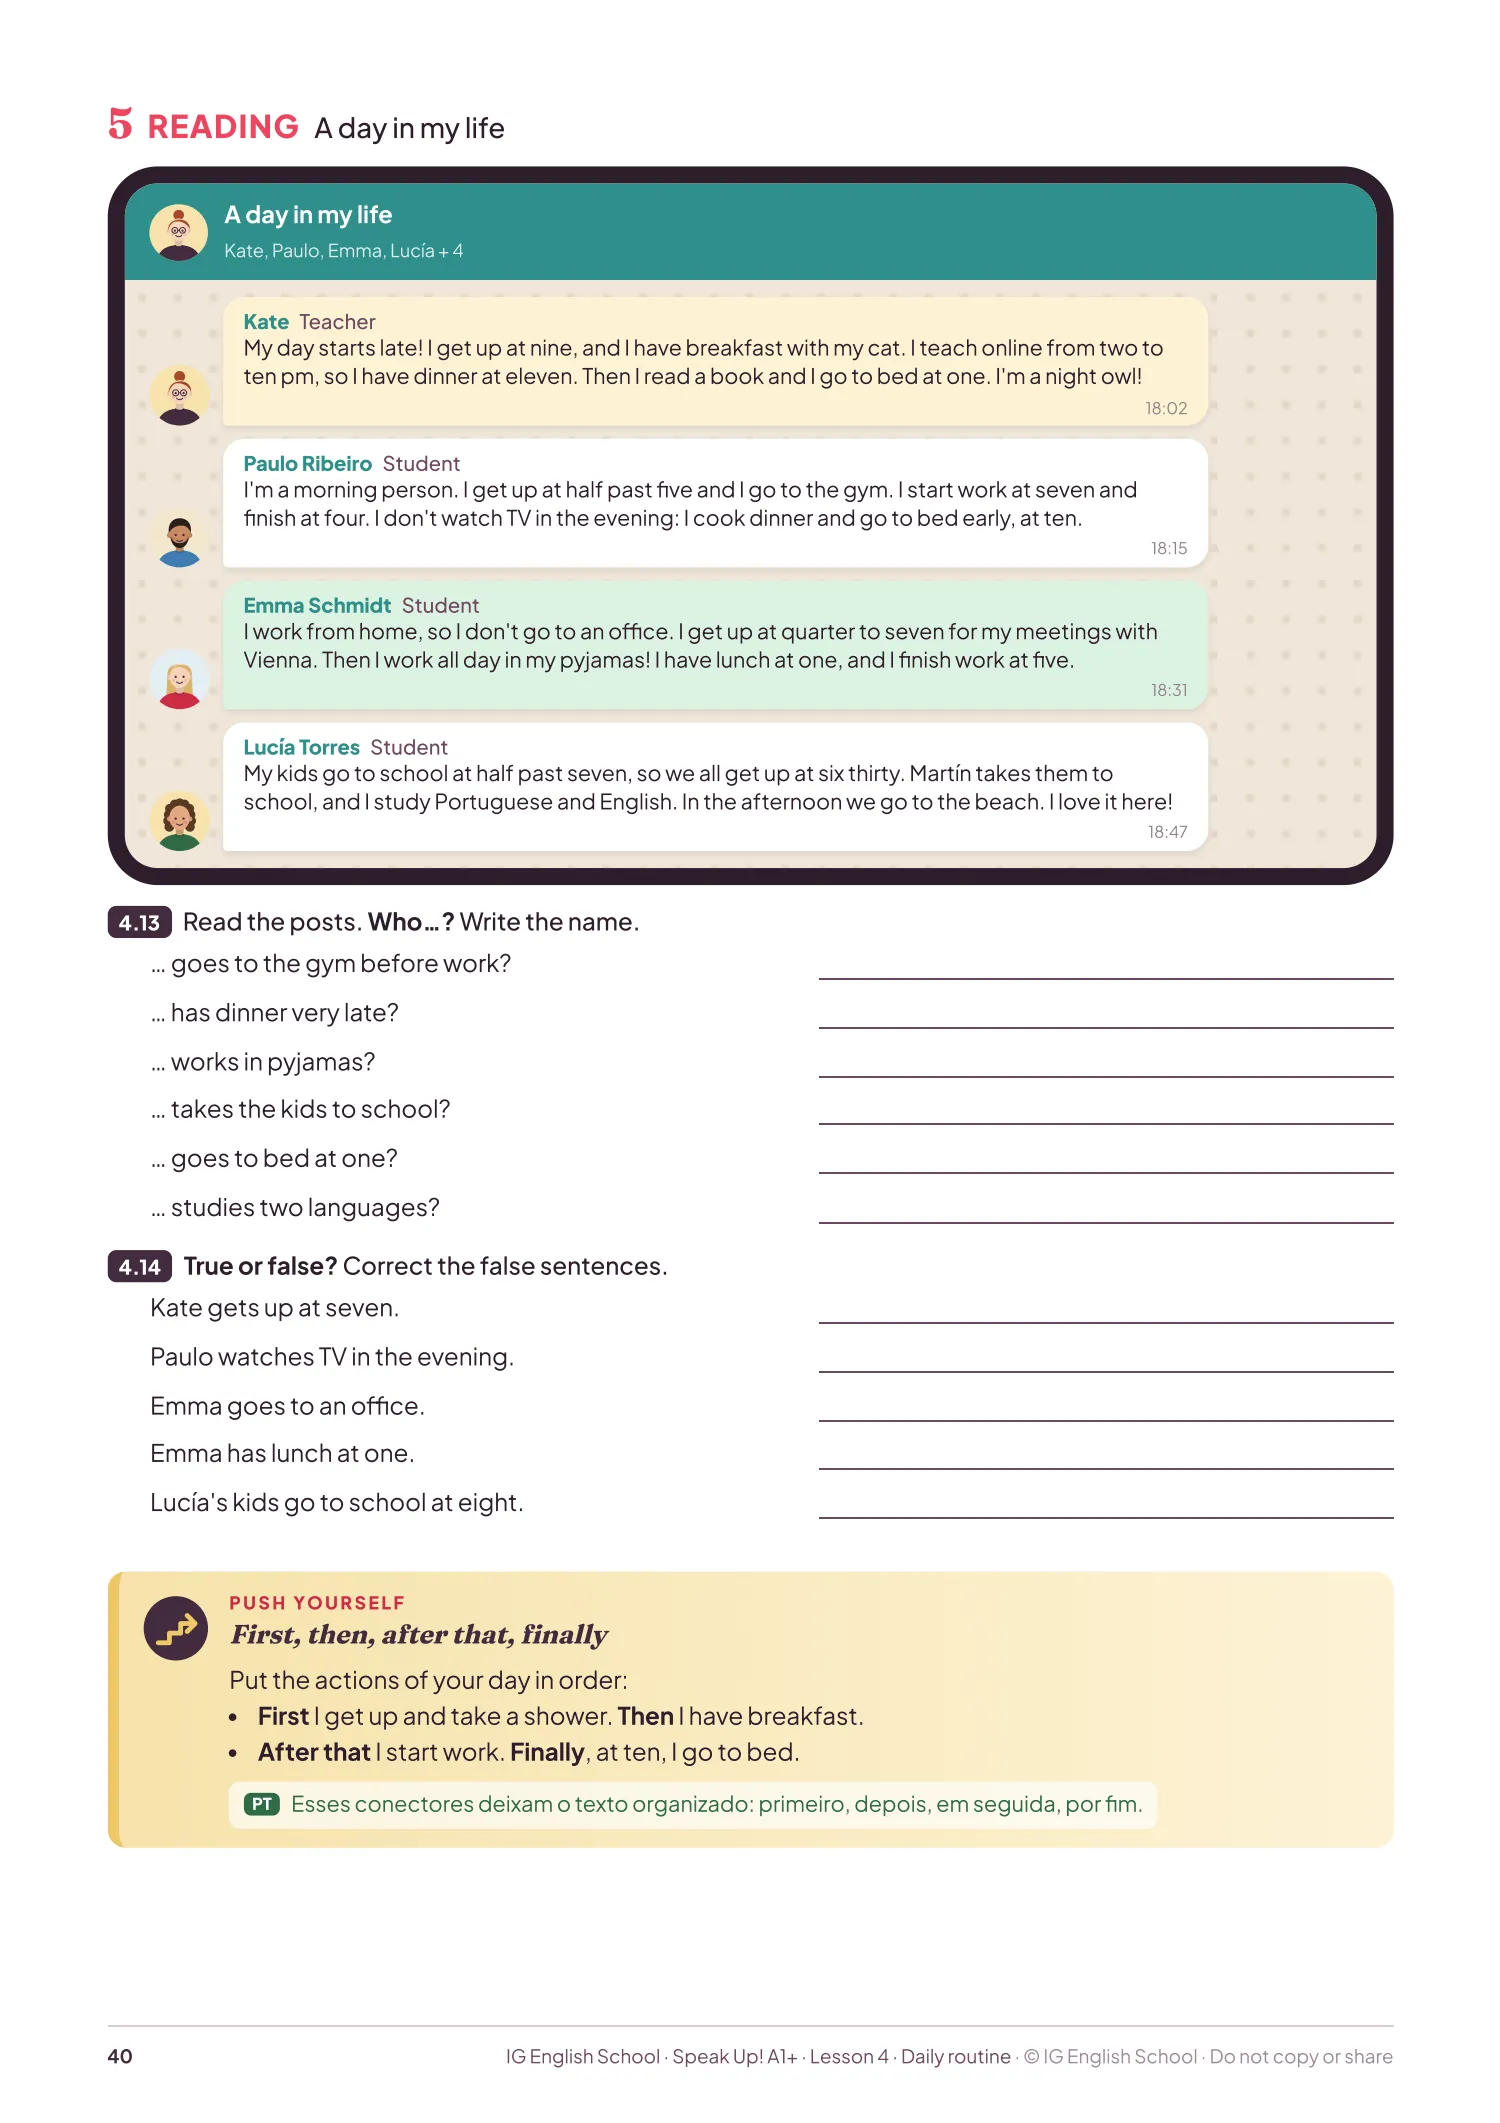 5 READING A day in my life
A day in my life
Kate, Paulo, Emma, Lucía + 4
Kate Teacher
My day starts late! I get up at nine, and I have breakfast with my cat. I teach online from two to
ten pm, so I have dinner at eleven. Then I read a book and I go to bed at one. I'm a night owl!
18:02
Paulo Ribeiro Student
I'm a morning person. I get up at half past five and I go to the gym. I start work at seven and
finish at four. I don't watch TV in the evening: I cook dinner and go to bed early, at ten.
18:15
Emma Schmidt Student
I work from home, so I don't go to an office. I get up at quarter to seven for my meetings with
Vienna. Then I work all day in my pyjamas! I have lunch at one, and I finish work at five.
18:31
Lucía Torres Student
My kids go to school at half past seven, so we all get up at six thirty. Martín takes them to
school, and I study Portuguese and English. In the afternoon we go to the beach. I love it here!
18:47
4.13 Read the posts. Who...? Write the name.
... goes to the gym before work?
... has dinner very late?
... works in pyjamas?
... takes the kids to school?
... goes to bed at one?
... studies two languages?
4.14 True or false? Correct the false sentences.
Kate gets up at seven.
Paulo watches TV in the evening.
Emma goes to an office.
Emma has lunch at one.
Lucía's kids go to school at eight.
PUSH YOURSELF
First, then, after that, finally
Put the actions of your day in order:
• First I get up and take a shower. Then I have breakfast.
• After that I start work. Finally, at ten, I go to bed.
PT Esses conectores deixam o texto organizado: primeiro, depois, em seguida, por fim.
40 IG English School · Speak Up! A1+ · Lesson 4 · Daily routine · © IG English School · Do not copy or share